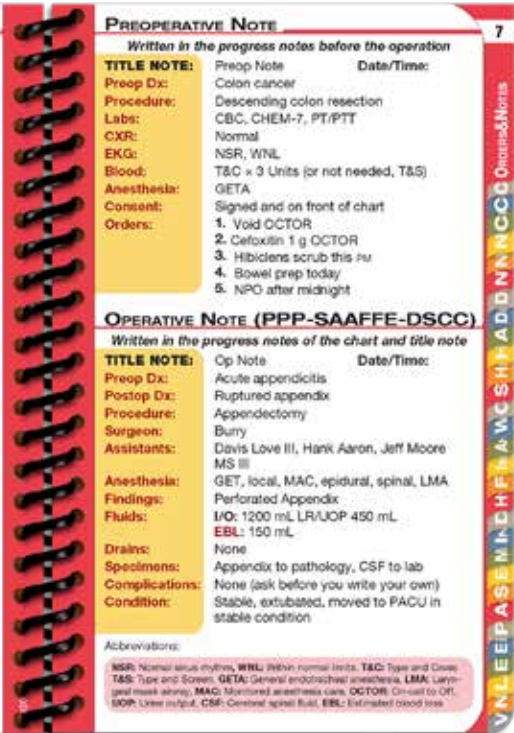 PREOPERATIVE NOTE
7
Written in the progress notes before the operation
TITLE NOTE: Preop Note Date/Time:
Preop Dx: Colon cancer
Procedure: Descending colon resection
Labs: CBC, CHEM-7, PT/PTT
CXR: Normal
EKG: NSR, WNL
Blood: T&C × 3 Units (or not needed, T&S)
Anesthesia: GETA
Consent: Signed and on front of chart
Orders: 1. Void OCTOR
2. Cefoxitin 1 g OCTOR
3. Hibiclens scrub this PM
4. Bowel prep today
5. NPO after midnight
OPERATIVE NOTE (PPP-SAAFFE-DSCC)
Written in the progress notes of the chart and title note
TITLE NOTE: Op Note Date/Time:
Preop Dx: Acute appendicitis
Postop Dx: Ruptured appendix
Procedure: Appendectomy
Surgeon: Burry
Assistants: Davis Love III, Hank Aaron, Jeff Moore
MS III
Anesthesia: GET, local, MAC, epidural, spinal, LMA
Findings: Perforated Appendix
Fluids: I/O: 1200 mL LR/UOP 450 mL
EBL: 150 mL
Drains: None
Specimens: Appendix to pathology, CSF to lab
Complications: None (ask before you write your own)
Condition: Stable, extubated, moved to PACU in
stable condition
Abbreviations:
NSR: Normal sinus rhythm, WNL: Within normal limits, T&C: Type and Cross
T&S: Type and Screen, GETA: General endotracheal anesthesia, LMA: Laryn-
geal mask airway, MAC: Monitored anesthesia care, OCTOR: On-call to OR,
UOP: Urine output, CSF: Cerebral spinal fluid, EBL: Estimated blood loss
ORDERS&NOTES